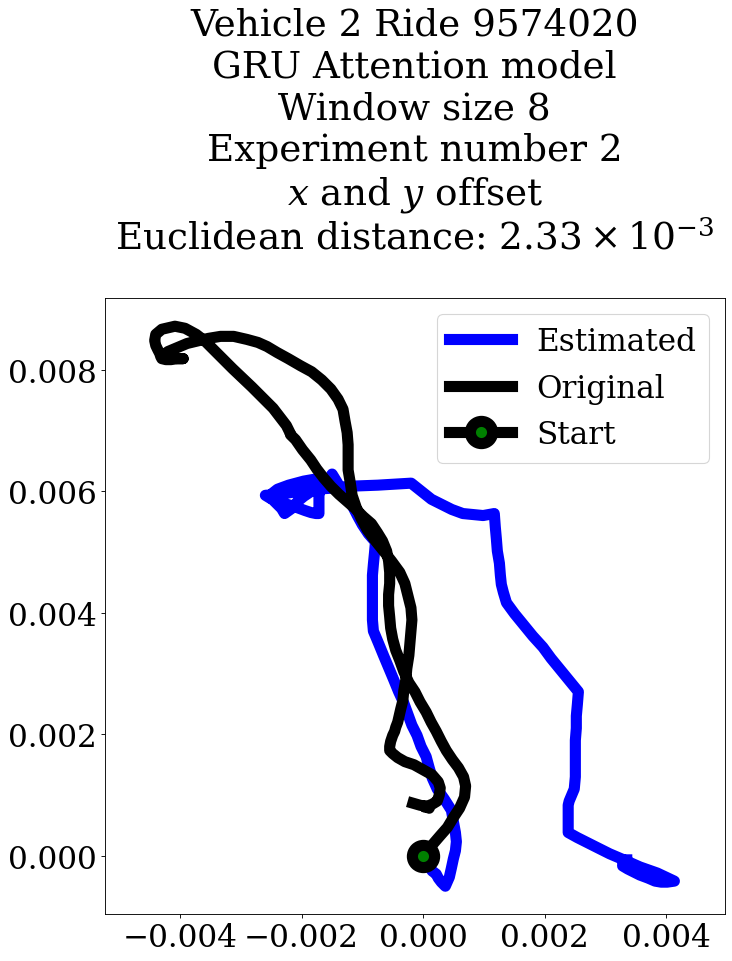 Vehicle 2 Ride 9574020
GRU Attention model
Window size 8
Experiment number 2
x and y offset
Euclidean distance: 2.33 × 10⁻³
Estimated
Original
Start
0.008
0.006
0.004
0.002
0.000
−0.004 −0.002 0.000 0.002 0.004